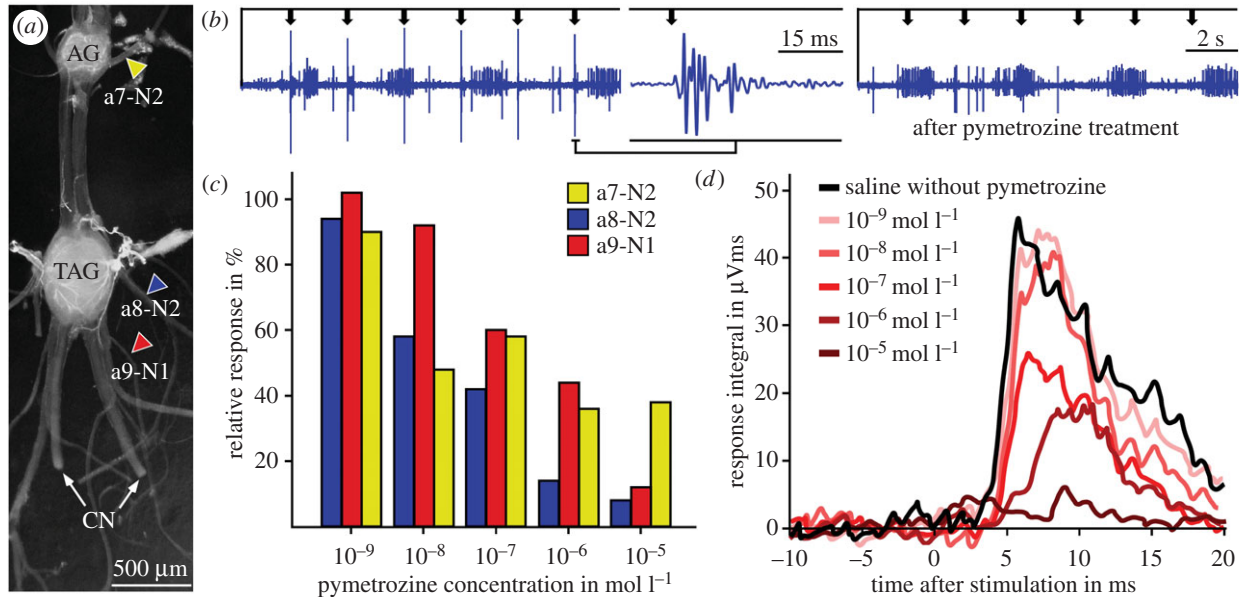 (a)
AG
a7-N2
TAG
a8-N2
a9-N1
CN
500 μm
(b)
15 ms
2 s
after pymetrozine treatment
(c)
relative response in %
100
80
60
40
20
a7-N2
a8-N2
a9-N1
10⁻⁹ 10⁻⁸ 10⁻⁷ 10⁻⁶ 10⁻⁵
pymetrozine concentration in mol l⁻¹
(d)
response integral in μVms
50
40
30
20
10
0
saline without pymetrozine
10⁻⁹ mol l⁻¹
10⁻⁸ mol l⁻¹
10⁻⁷ mol l⁻¹
10⁻⁶ mol l⁻¹
10⁻⁵ mol l⁻¹
−10 −5 0 5 10 15 20
time after stimulation in ms